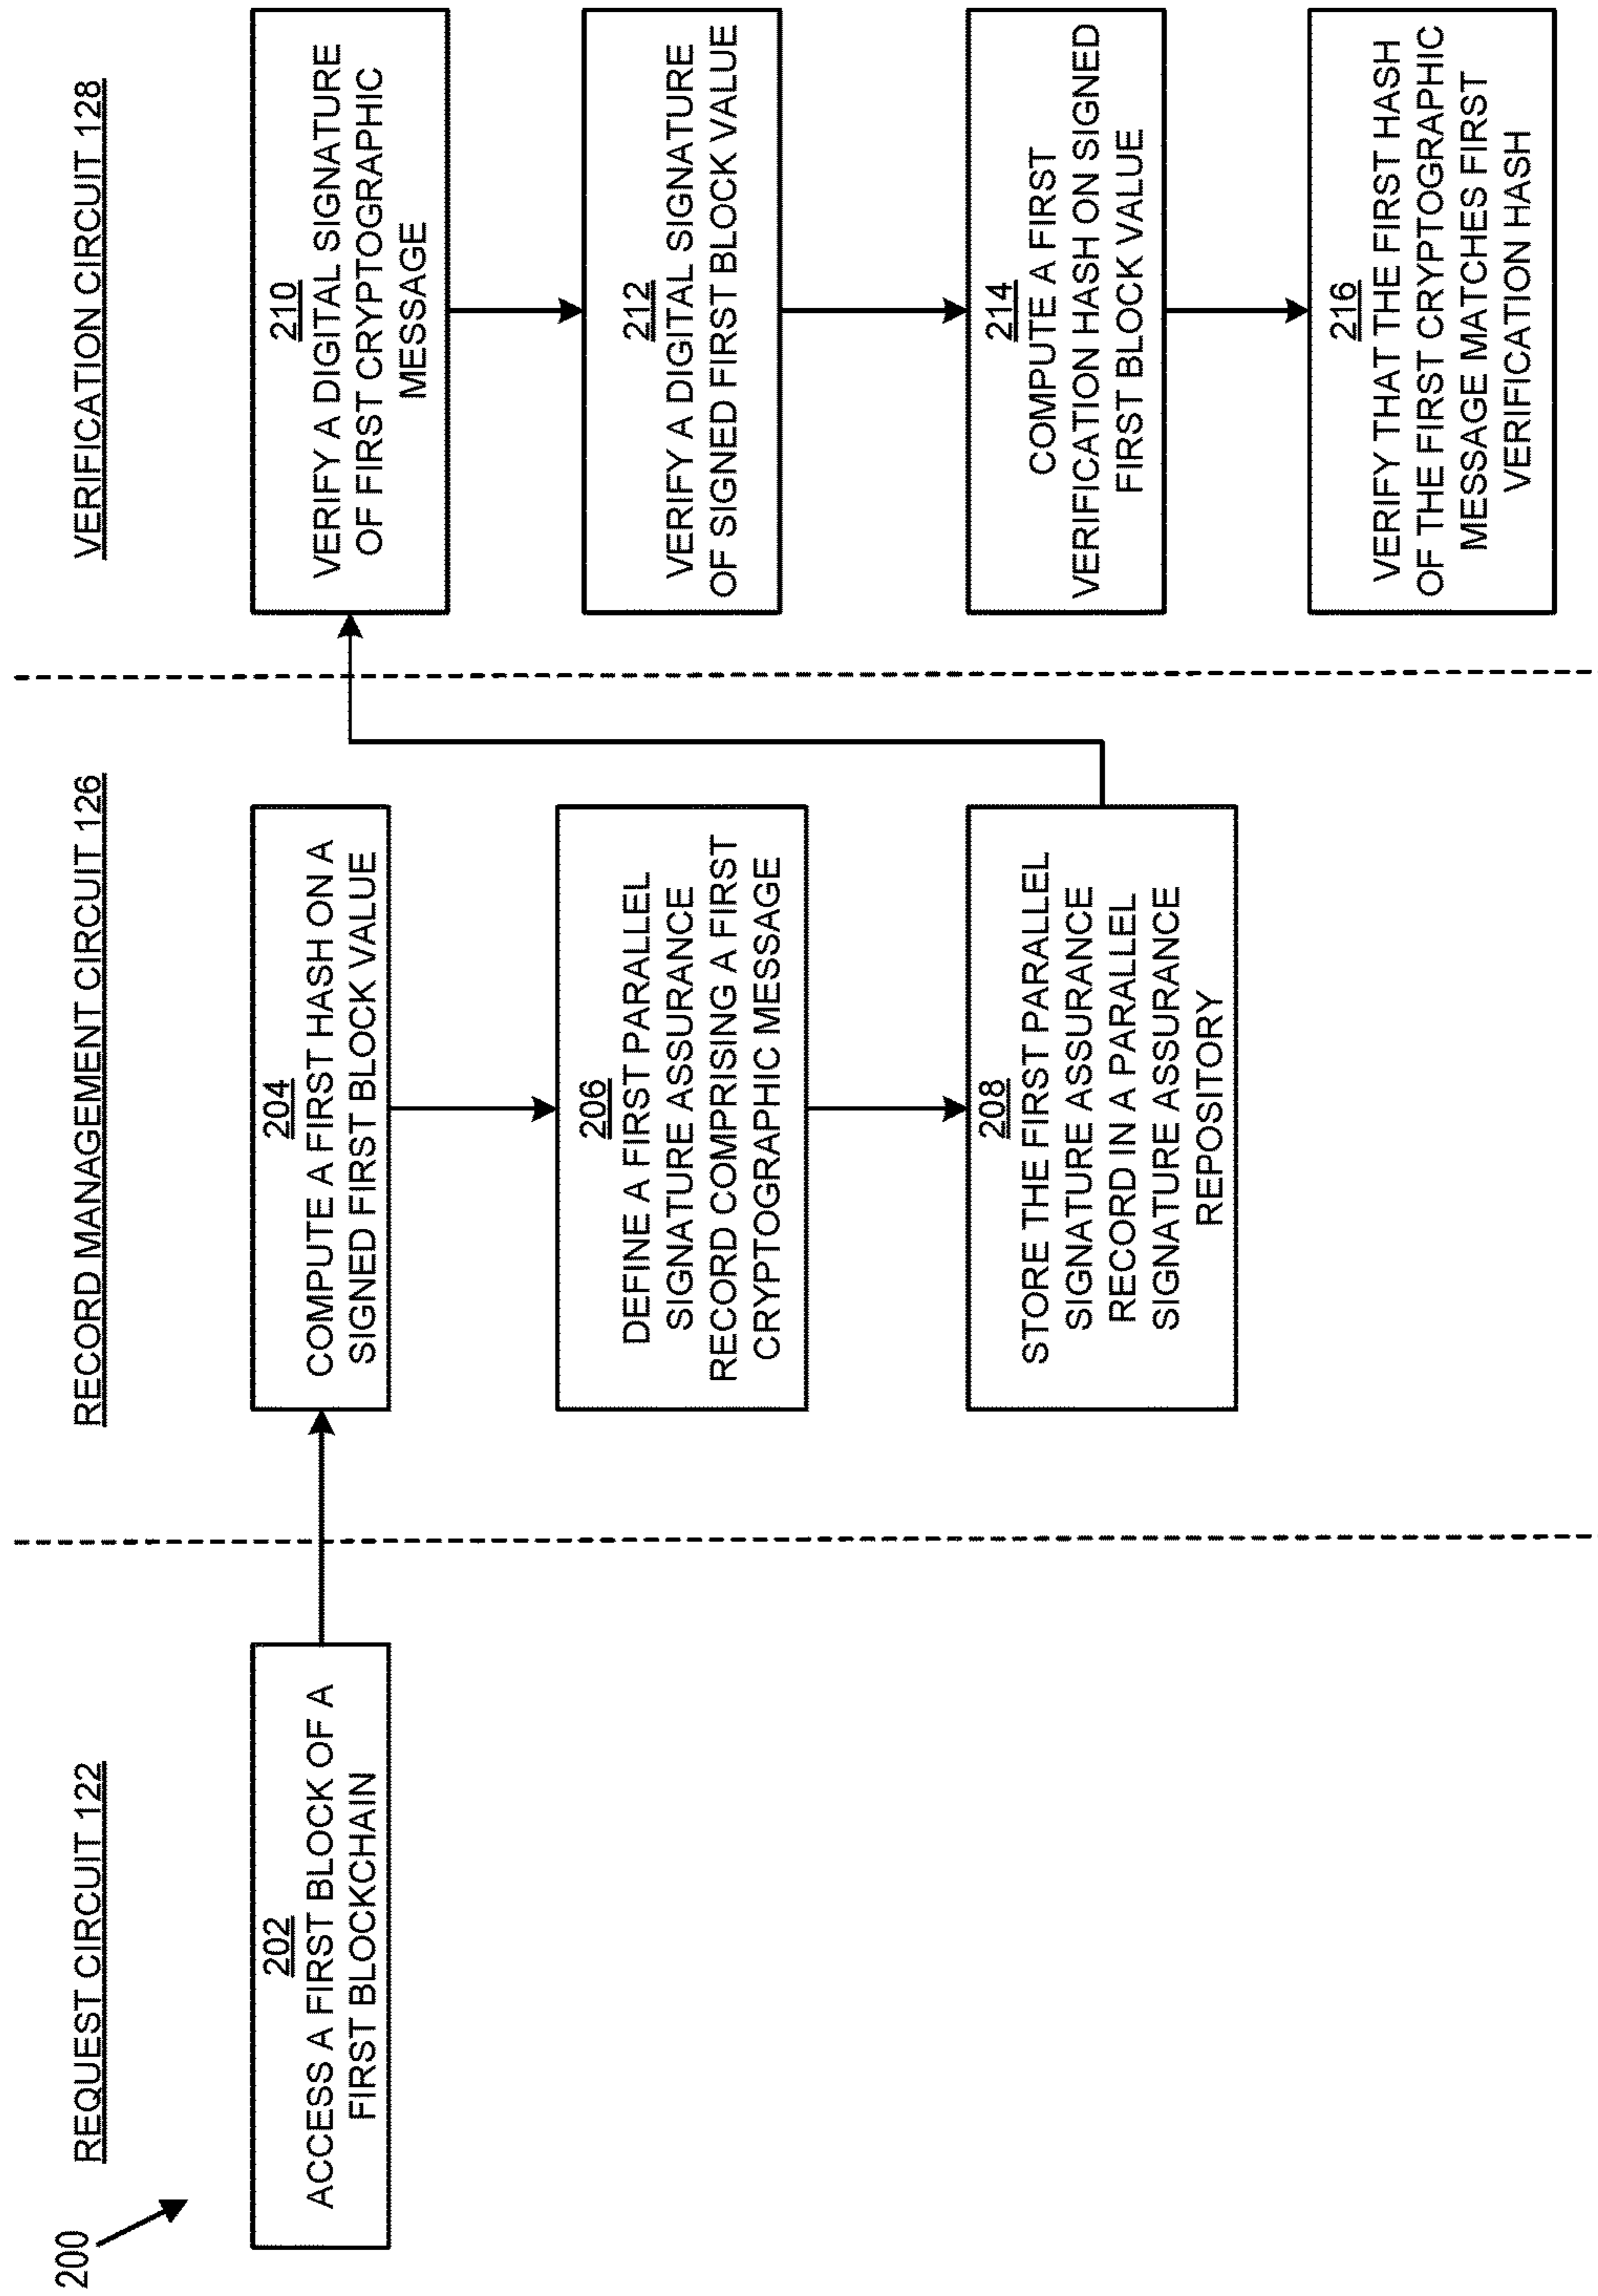 200
REQUEST CIRCUIT 122
202
ACCESS A FIRST BLOCK OF A
FIRST BLOCKCHAIN
RECORD MANAGEMENT CIRCUIT 126
204
COMPUTE A FIRST HASH ON A
SIGNED FIRST BLOCK VALUE
206
DEFINE A FIRST PARALLEL
SIGNATURE ASSURANCE
RECORD COMPRISING A FIRST
CRYPTOGRAPHIC MESSAGE
208
STORE THE FIRST PARALLEL
SIGNATURE ASSURANCE
RECORD IN A PARALLEL
SIGNATURE ASSURANCE
REPOSITORY
VERIFICATION CIRCUIT 128
210
VERIFY A DIGITAL SIGNATURE
OF FIRST CRYPTOGRAPHIC
MESSAGE
212
VERIFY A DIGITAL SIGNATURE
OF SIGNED FIRST BLOCK VALUE
214
COMPUTE A FIRST
VERIFICATION HASH ON SIGNED
FIRST BLOCK VALUE
216
VERIFY THAT THE FIRST HASH
OF THE FIRST CRYPTOGRAPHIC
MESSAGE MATCHES FIRST
VERIFICATION HASH